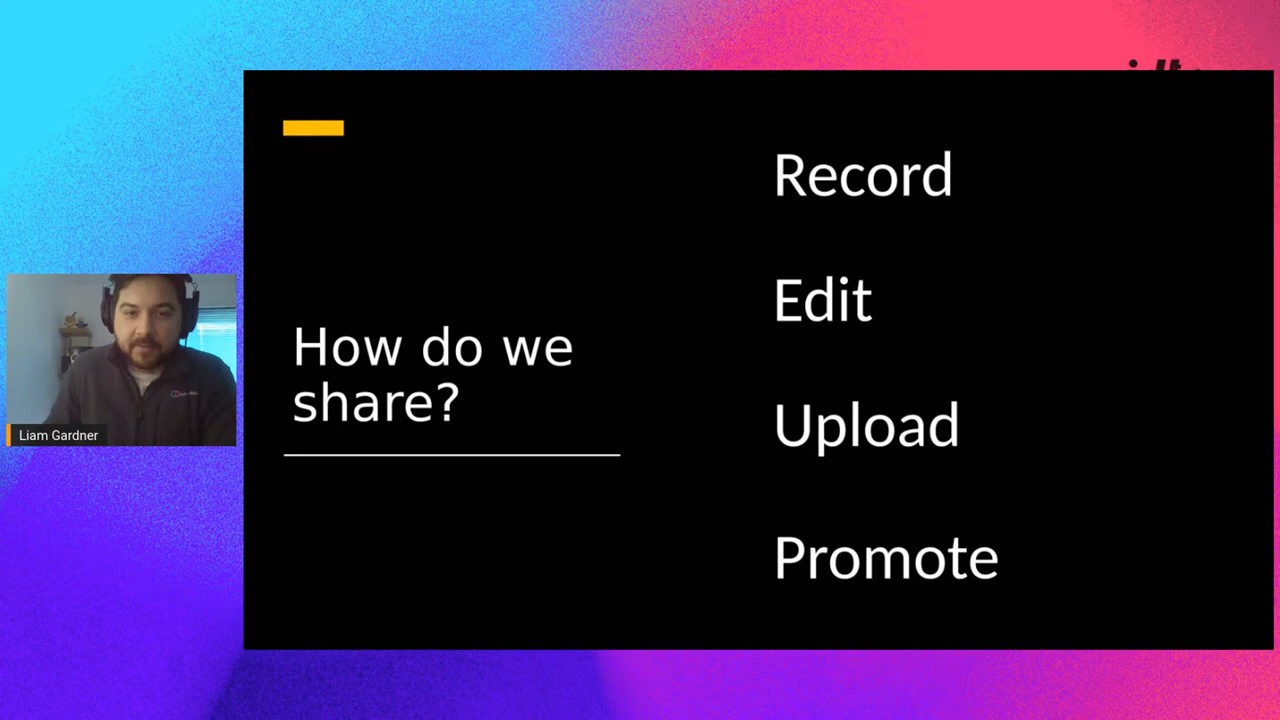 How do we
share?
Record
Edit
Upload
Promote
Liam Gardner